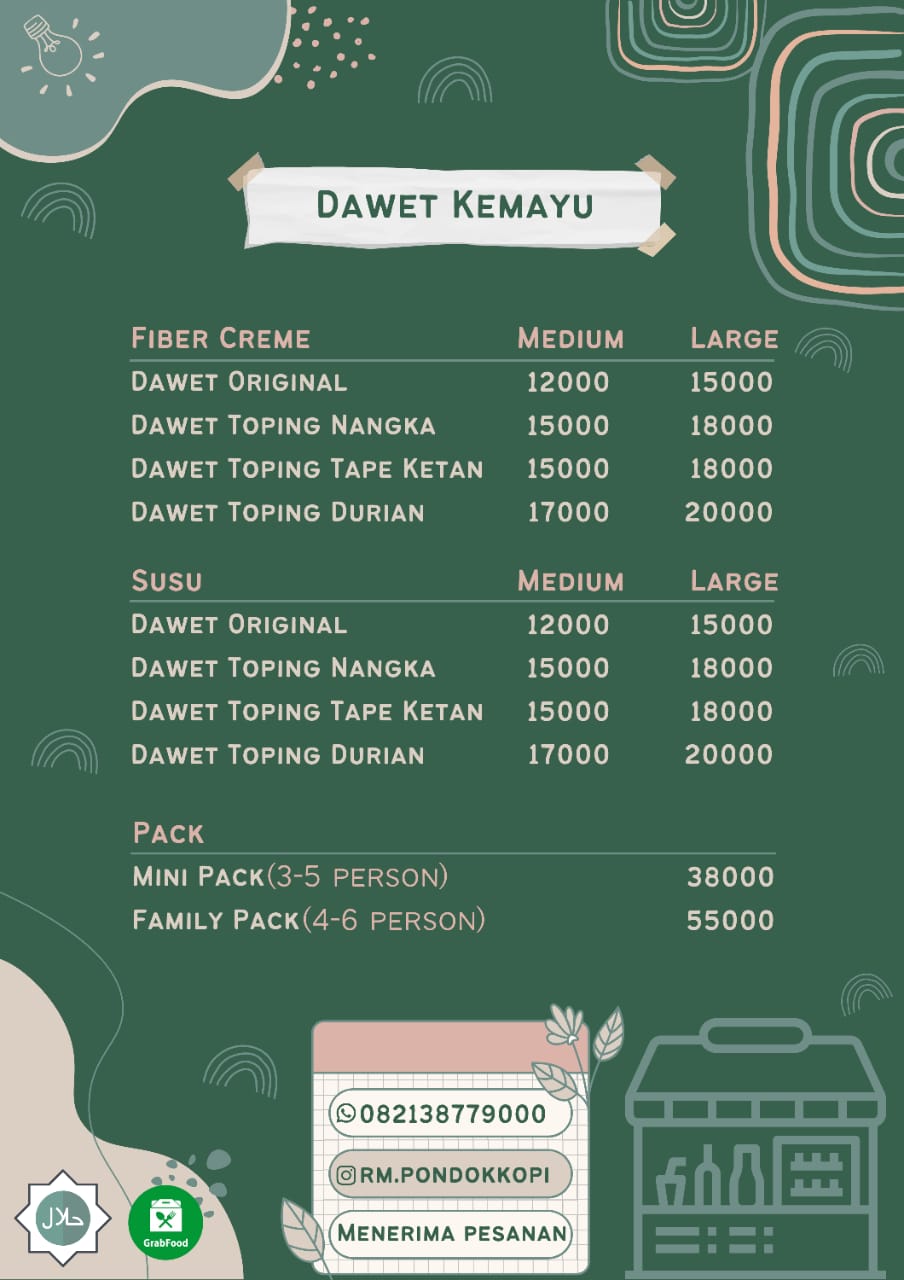 Dawet Kemayu
Fiber Creme Medium Large
Dawet Original 12000 15000
Dawet Toping Nangka 15000 18000
Dawet Toping Tape Ketan 15000 18000
Dawet Toping Durian 17000 20000
Susu Medium Large
Dawet Original 12000 15000
Dawet Toping Nangka 15000 18000
Dawet Toping Tape Ketan 15000 18000
Dawet Toping Durian 17000 20000
Pack
Mini Pack(3-5 person) 38000
Family Pack(4-6 person) 55000
082138779000
rm.pondokkopi
Menerima pesanan
حلال
GrabFood